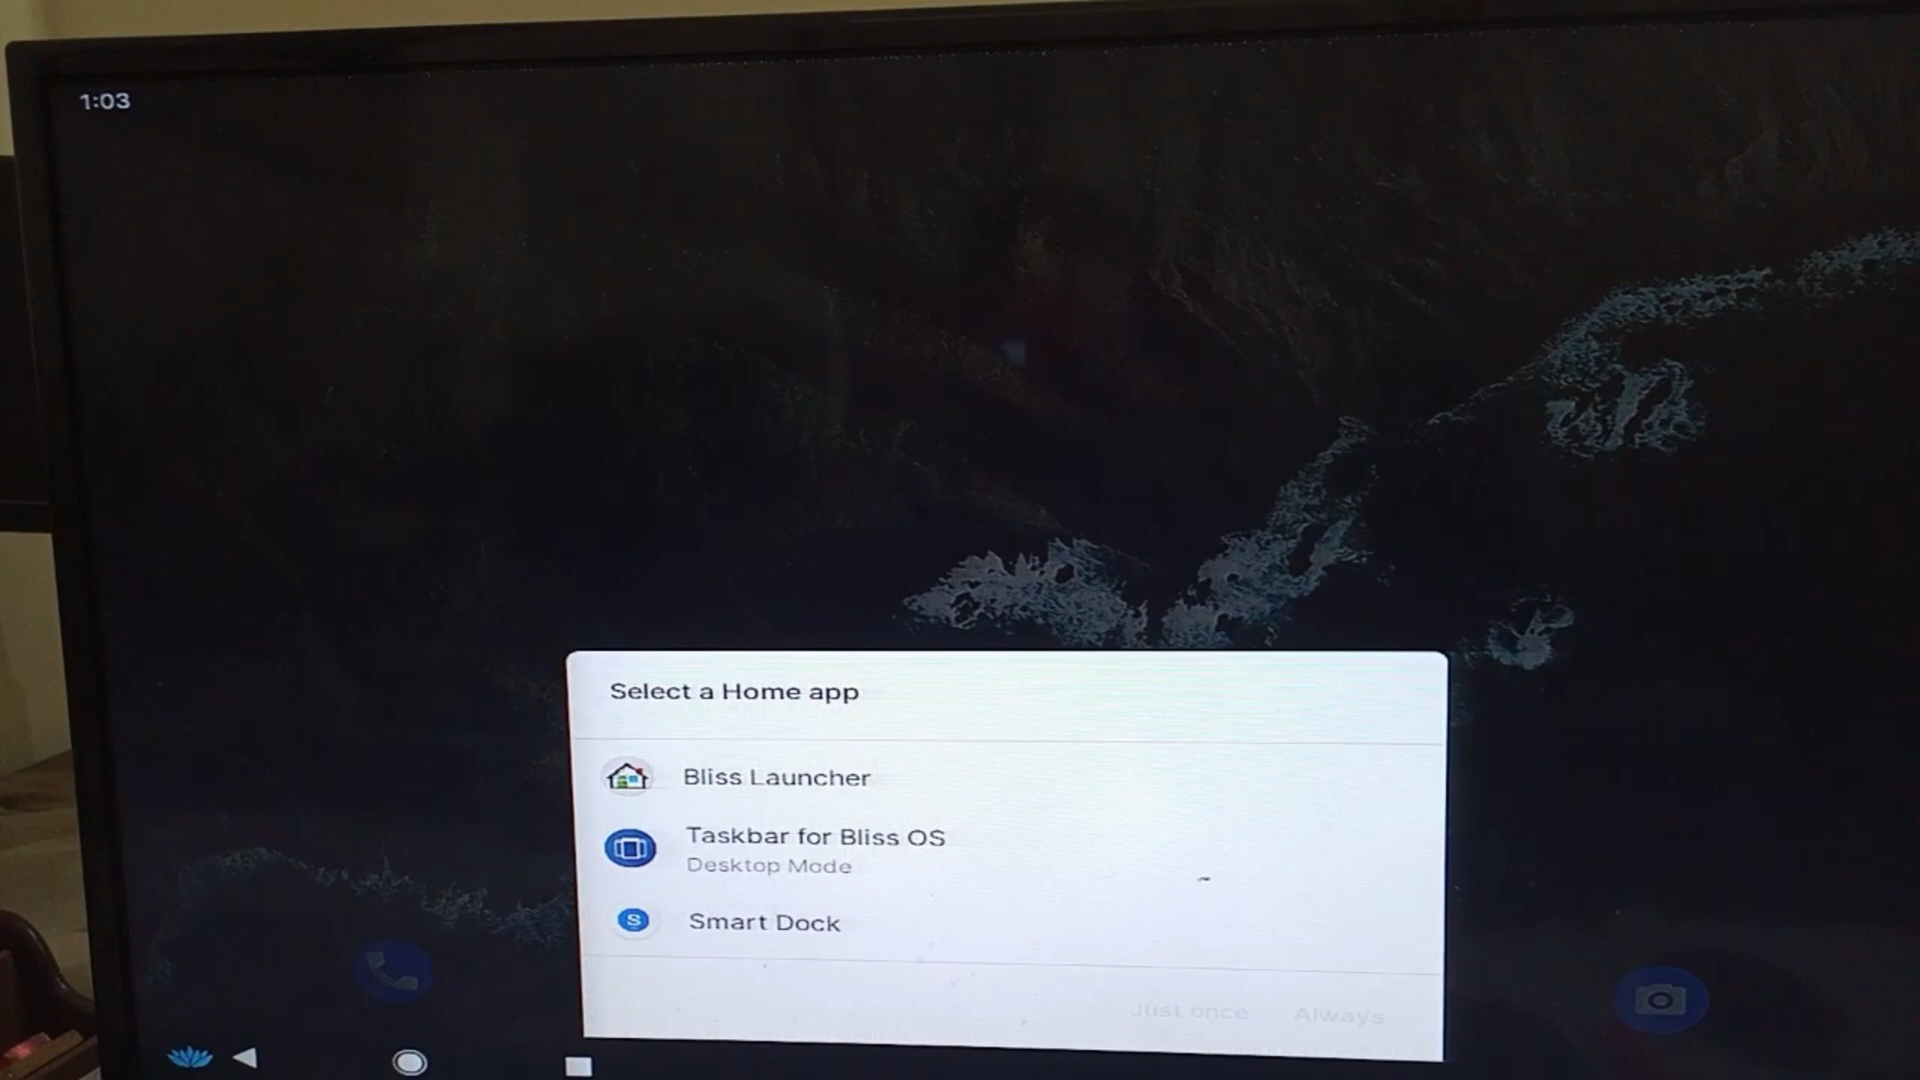 1:03
Select a Home app
Bliss Launcher
Taskbar for Bliss OS
Desktop Mode
S
Smart Dock
Just once
Always